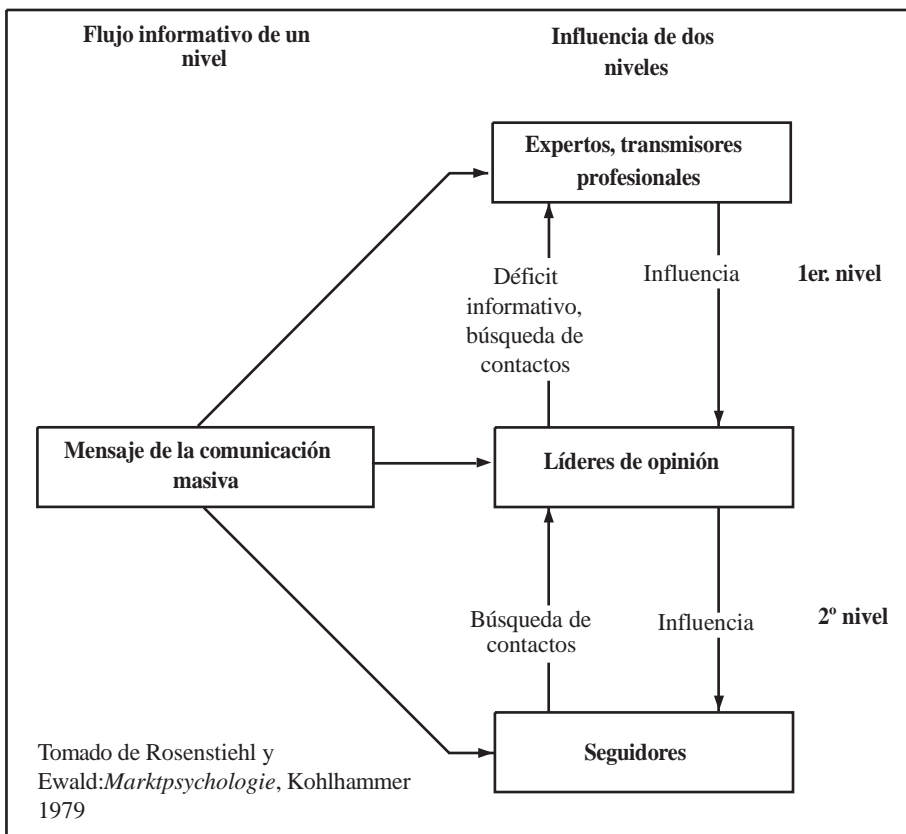 Flujo informativo de un
nivel
Influencia de dos
niveles
Expertos, transmisores
profesionales
Déficit
informativo,
búsqueda de
contactos
Influencia
1er. nivel
Mensaje de la comunicación
masiva
Líderes de opinión
Búsqueda de
contactos
Influencia
2º nivel
Seguidores
Tomado de Rosenstiehl y
Ewald:Marktpsychologie, Kohlhammer
1979